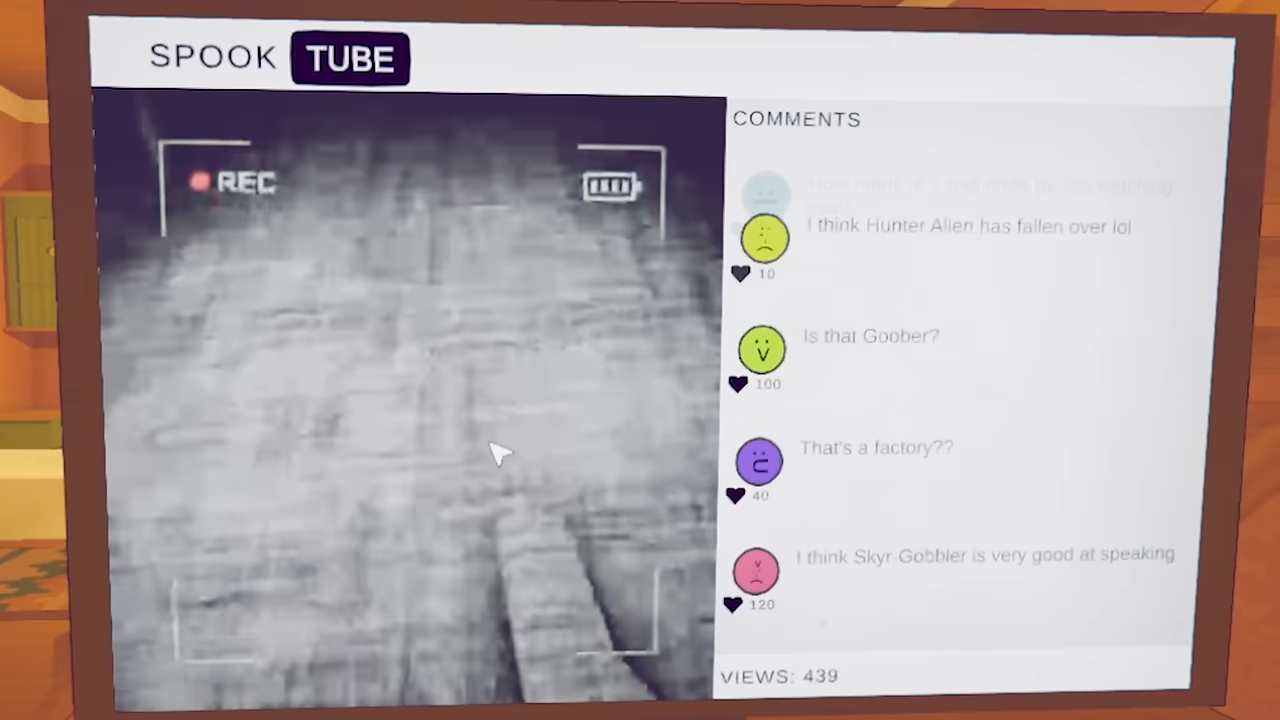 SPOOK TUBE
REC
COMMENTS
I think Hunter Alien has fallen over lol
10
Is that Goober?
100
That's a factory??
40
I think Skyr-Gobbler is very good at speaking
120
VIEWS: 439